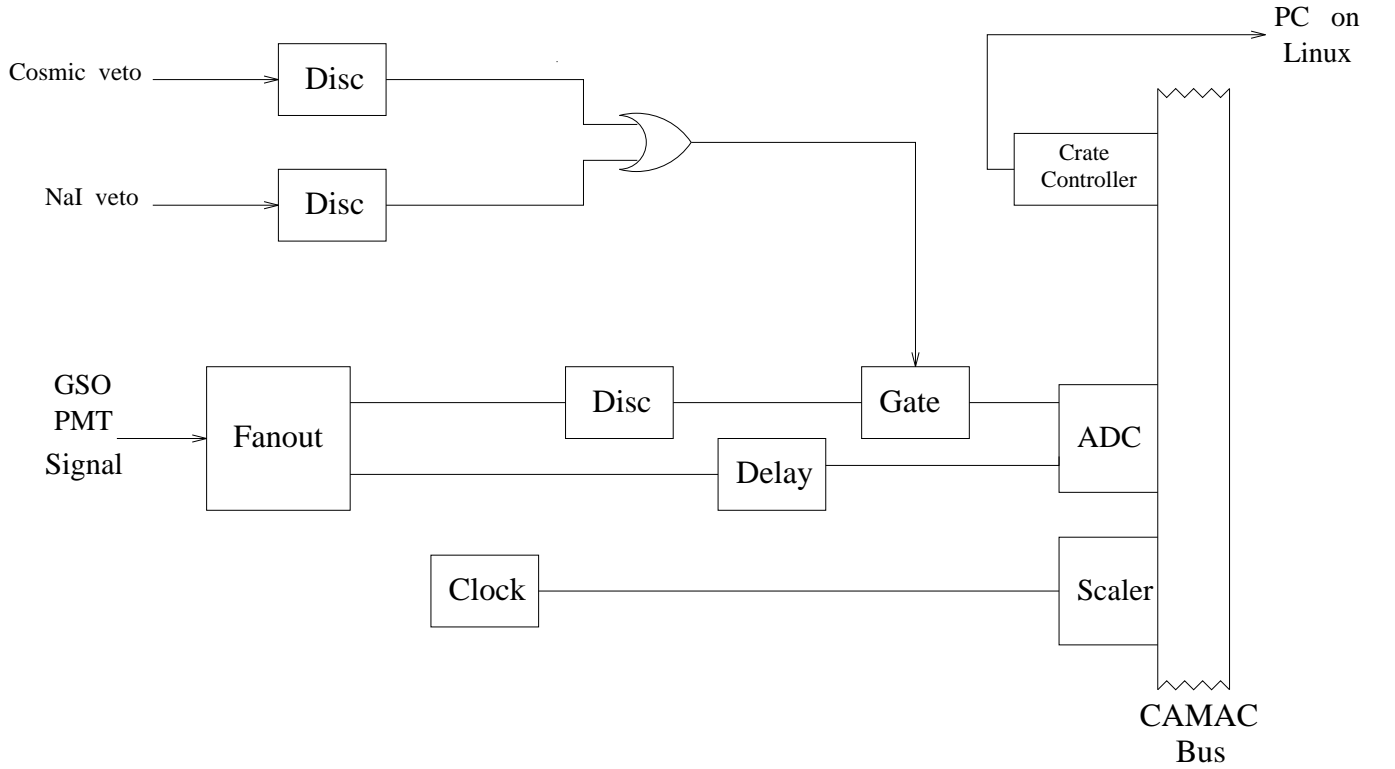 PC on
Linux
Cosmic veto
Disc
Crate
Controller
NaI veto
Disc
GSO
PMT
Signal
Fanout
Disc
Gate
ADC
Delay
Clock
Scaler
CAMAC
Bus